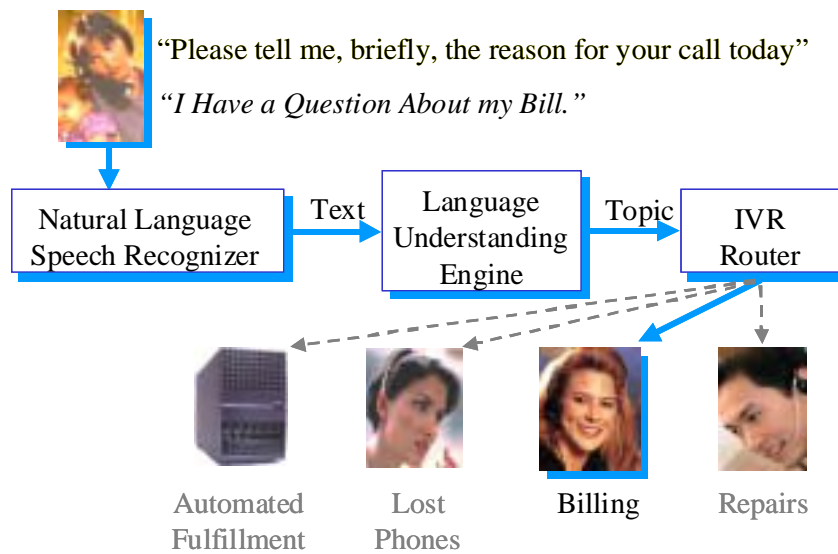 “Please tell me, briefly, the reason for your call today”
“I Have a Question About my Bill.”
Natural Language
Speech Recognizer
Text
Language
Understanding
Engine
Topic
IVR
Router
Automated
Fulfillment
Lost
Phones
Billing
Repairs